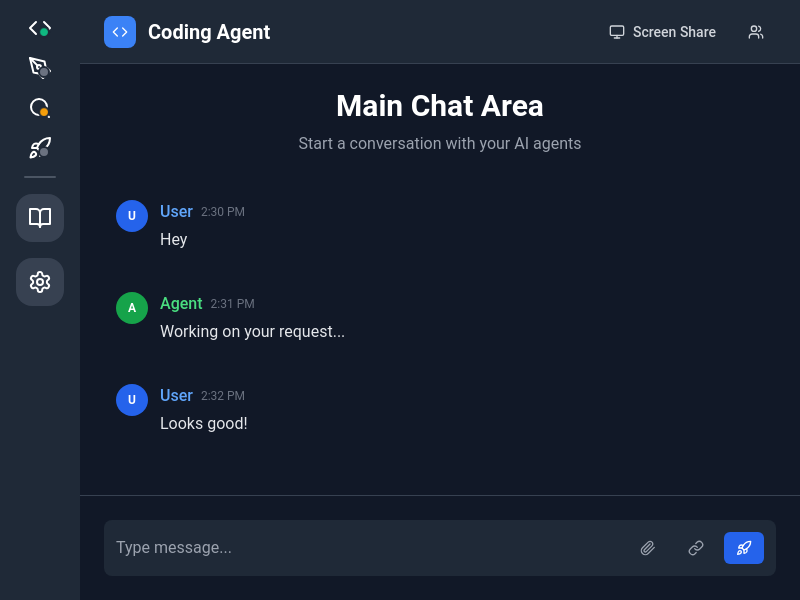 Coding Agent
Screen Share
Main Chat Area
Start a conversation with your AI agents
U
User 2:30 PM
Hey
A
Agent 2:31 PM
Working on your request...
U
User 2:32 PM
Looks good!
Type message...